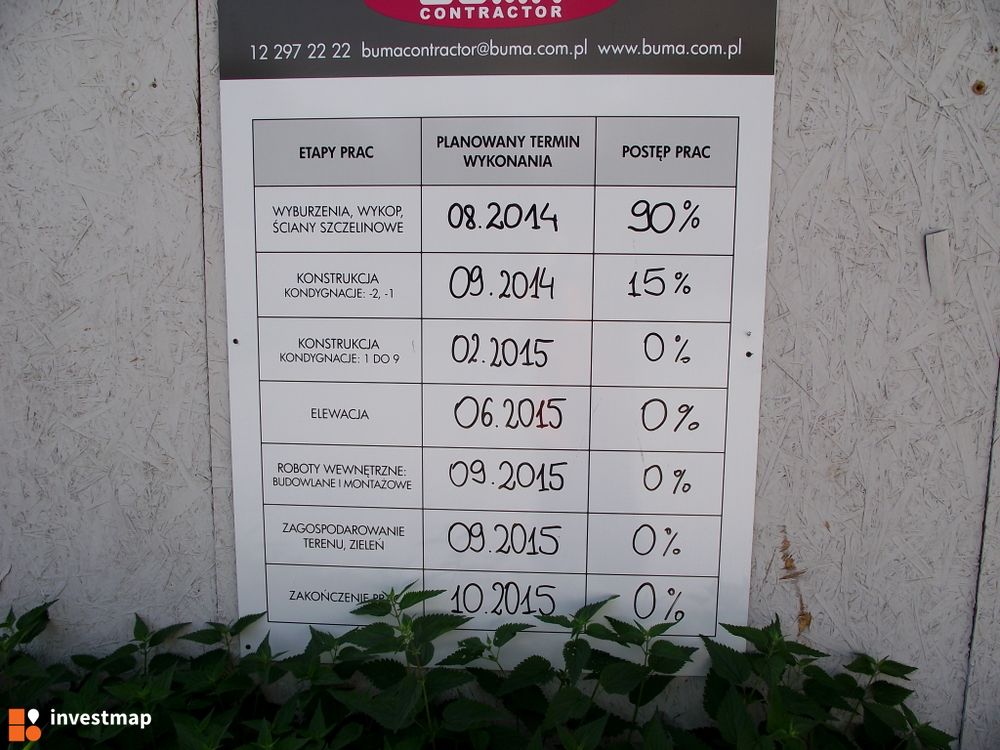 CONTRACTOR
12 297 22 22 bumacontractor@buma.com.pl www.buma.com.pl
ETAPY PRAC
PLANOWANY TERMIN
WYKONANIA
POSTĘP PRAC
WYBURZENIA, WYKOP,
ŚCIANY SZCZELINOWE
08.2014
90%
KONSTRUKCJA
KONDYGNACJE: -2, -1
09.2014
15%
KONSTRUKCJA
KONDYGNACJE: 1 DO 9
02.2015
0%
ELEWACJA
06.2015
0%
ROBOTY WEWNĘTRZNE:
BUDOWLANE I MONTAŻOWE
09.2015
0%
ZAGOSPODAROWANIE
TERENU, ZIELEŃ
09.2015
0%
ZAKOŃCZENIE
10.2015
0%
investmap